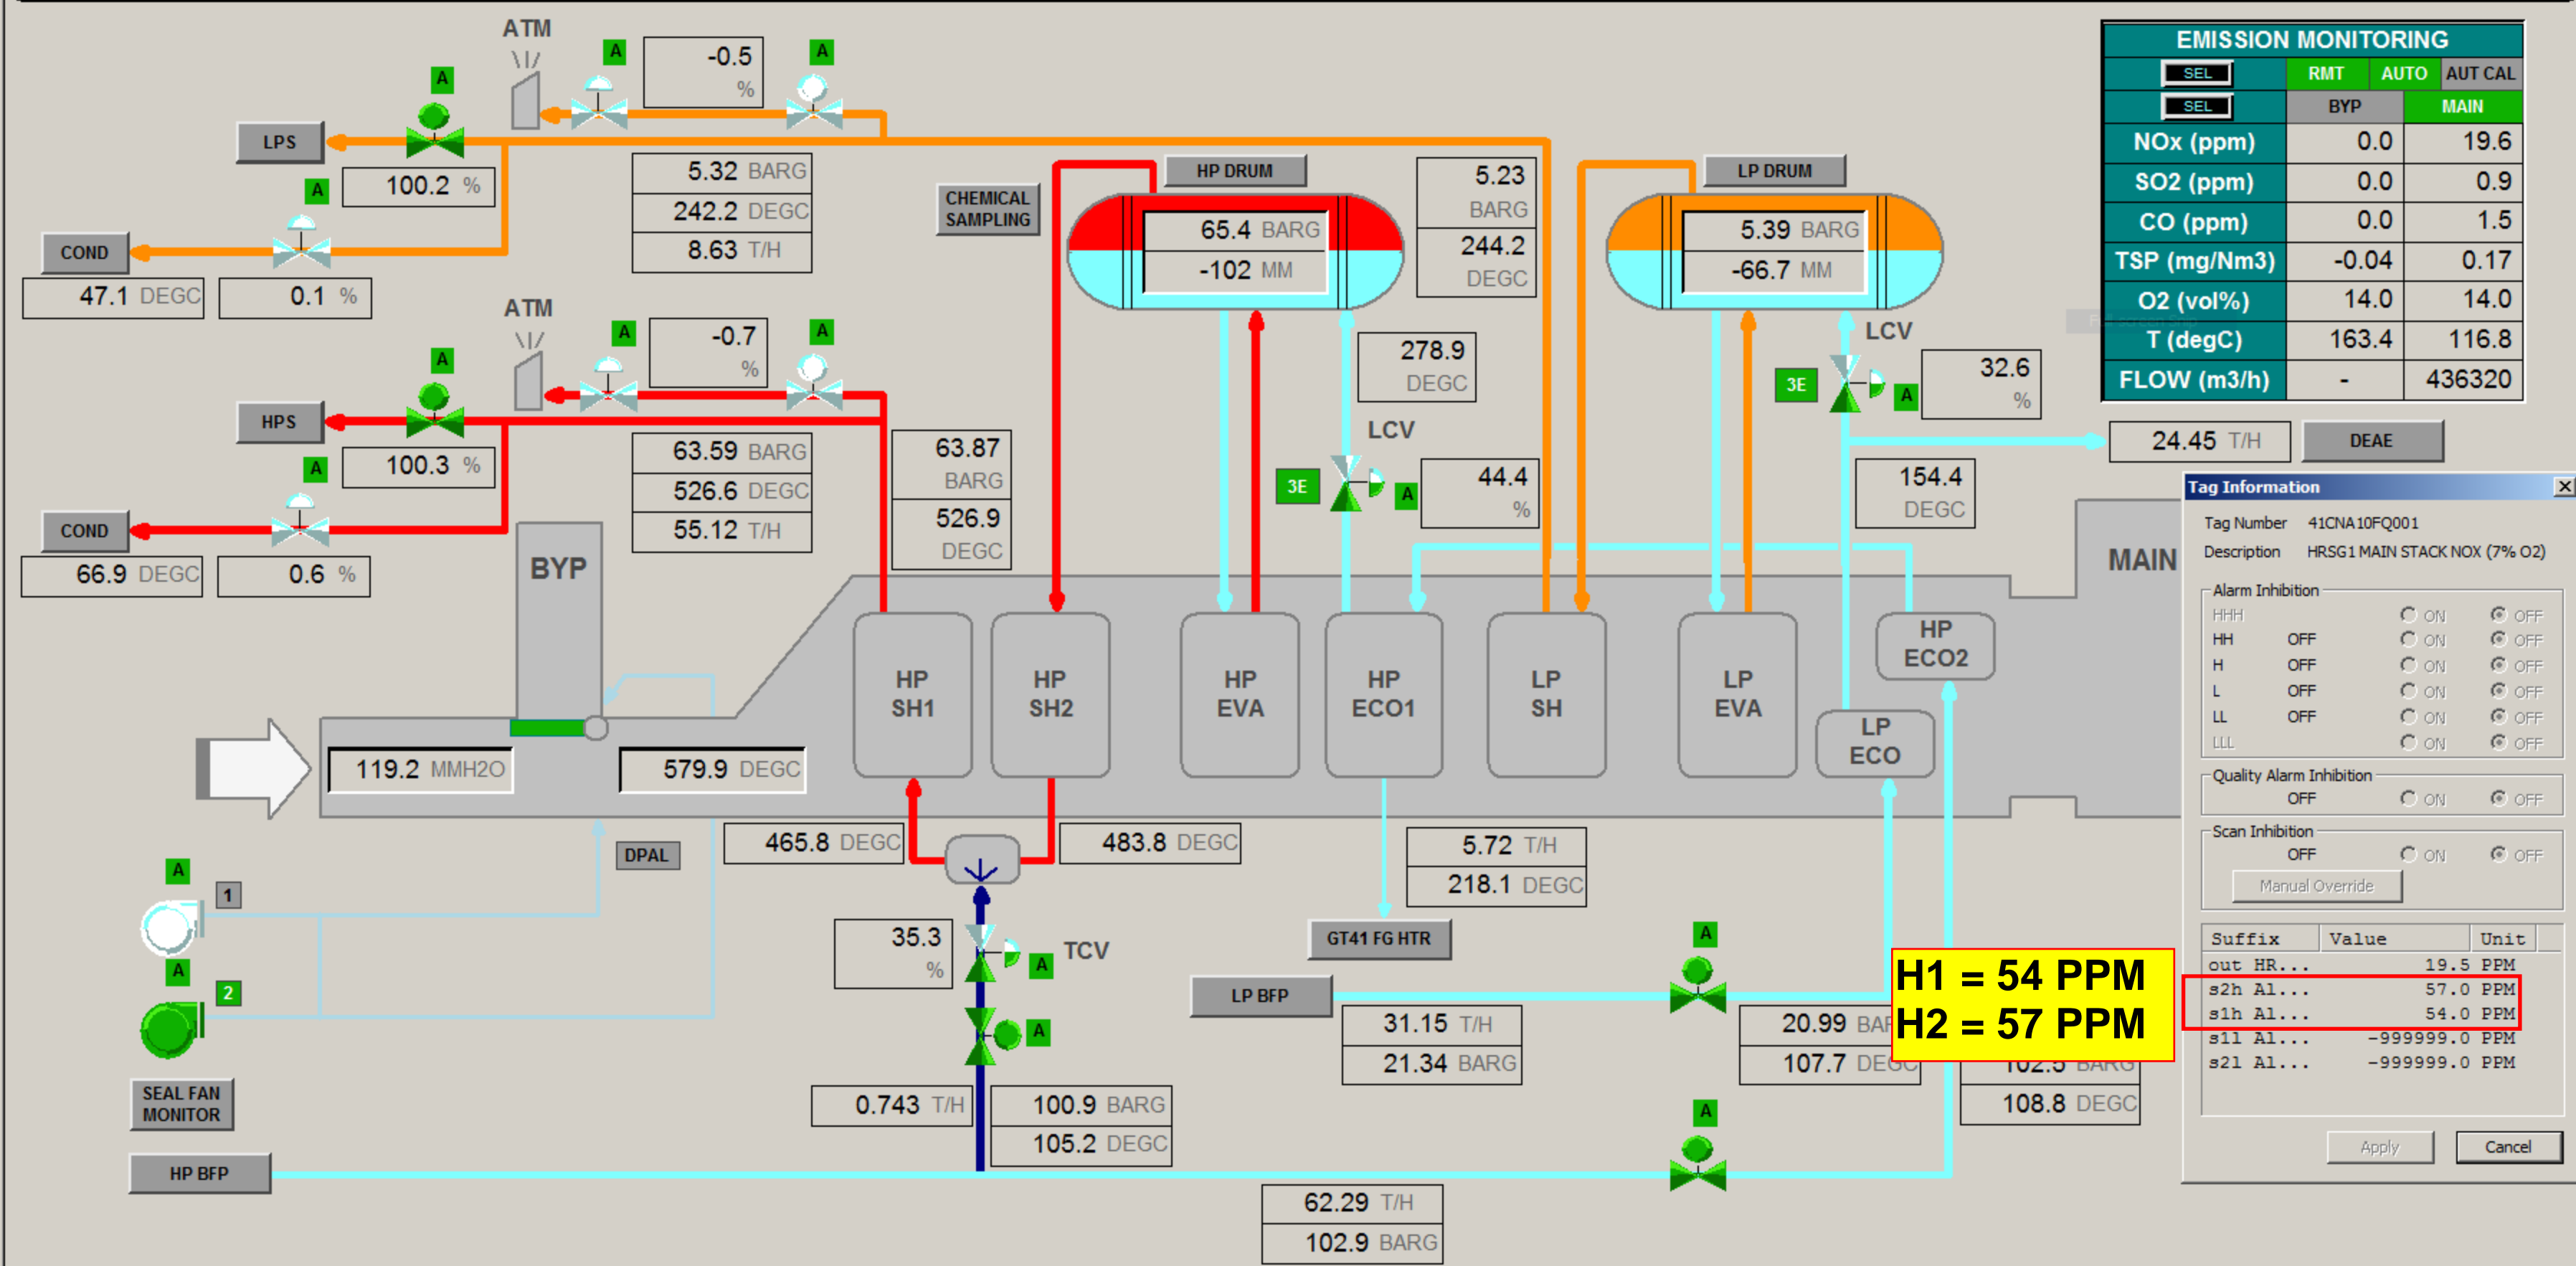 ATM
A
-0.5
%
A
A
LPS
100.2 %
A
COND
47.1 DEGC
0.1 %
5.32 BARG
242.2 DEGC
8.63 T/H
CHEMICAL
SAMPLING
HP DRUM
65.4 BARG
-102 MM
5.23
BARG
244.2
DEGC
LP DRUM
5.39 BARG
-66.7 MM
EMISSION MONITORING
SEL RMT AUTO AUT CAL
SEL BYP MAIN
NOx (ppm) 0.0 19.6
SO2 (ppm) 0.0 0.9
CO (ppm) 0.0 1.5
TSP (mg/Nm3) -0.04 0.17
O2 (vol%) 14.0 14.0
T (degC) 163.4 116.8
FLOW (m3/h) - 436320
ATM
A
-0.7
%
A
A
HPS
100.3 %
A
COND
66.9 DEGC
0.6 %
63.59 BARG
526.6 DEGC
55.12 T/H
63.87
BARG
526.9
DEGC
278.9
DEGC
LCV
3E
A
44.4
%
LCV
3E
A
32.6
%
154.4
DEGC
24.45 T/H
DEAE
BYP
MAIN
119.2 MMH2O
579.9 DEGC
HP
SH1
HP
SH2
HP
EVA
HP
ECO1
LP
SH
LP
EVA
HP
ECO2
LP
ECO
465.8 DEGC
483.8 DEGC
DPAL
A
1
A
2
SEAL FAN
MONITOR
35.3
%
A
TCV
A
5.72 T/H
218.1 DEGC
GT41 FG HTR
LP BFP
31.15 T/H
21.34 BARG
A
20.99
107.7 DEGC
H1 = 54 PPM
H2 = 57 PPM
102.5 BARG
108.8 DEGC
0.743 T/H
100.9 BARG
105.2 DEGC
HP BFP
A
62.29 T/H
102.9 BARG
Tag Information
Tag Number 41CNA10FQ001
Description HRSG1 MAIN STACK NOX (7% O2)
Alarm Inhibition
HHH ON OFF
HH OFF ON OFF
H OFF ON OFF
L OFF ON OFF
LL OFF ON OFF
LLL ON OFF
Quality Alarm Inhibition
OFF ON OFF
Scan Inhibition
OFF ON OFF
Manual Override
Suffix Value Unit
out HR... 19.5 PPM
s2h Al... 57.0 PPM
s1h Al... 54.0 PPM
s1l Al... -999999.0 PPM
s2l Al... -999999.0 PPM
Apply Cancel